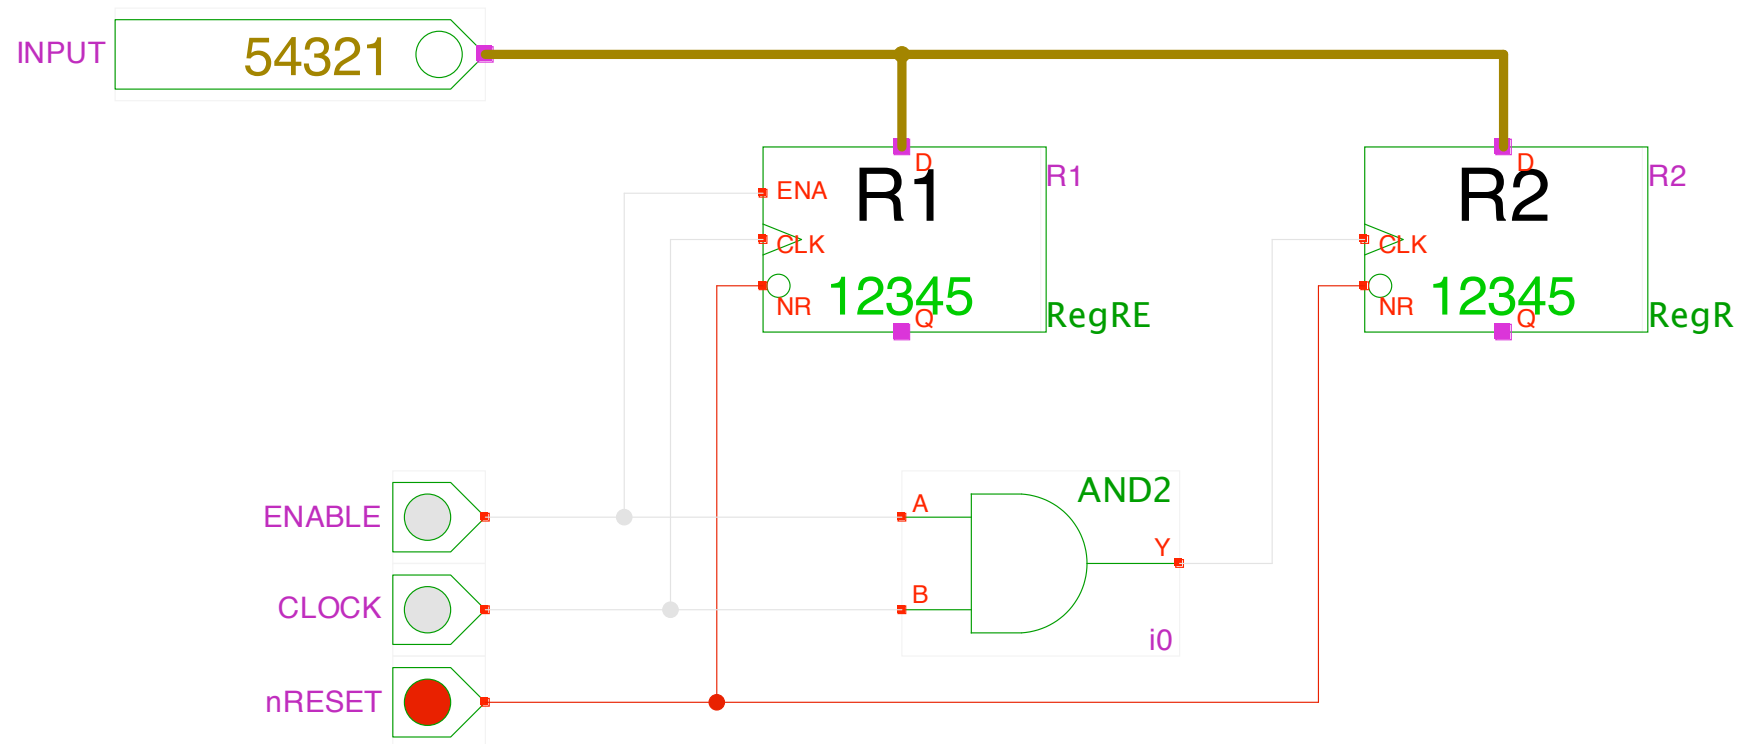 INPUT
54321
D
R1
R1
ENA
CLK
NR
12345
Q
RegRE
D
R2
R2
CLK
NR
12345
Q
RegR
ENABLE
CLOCK
nRESET
A
B
AND2
Y
i0